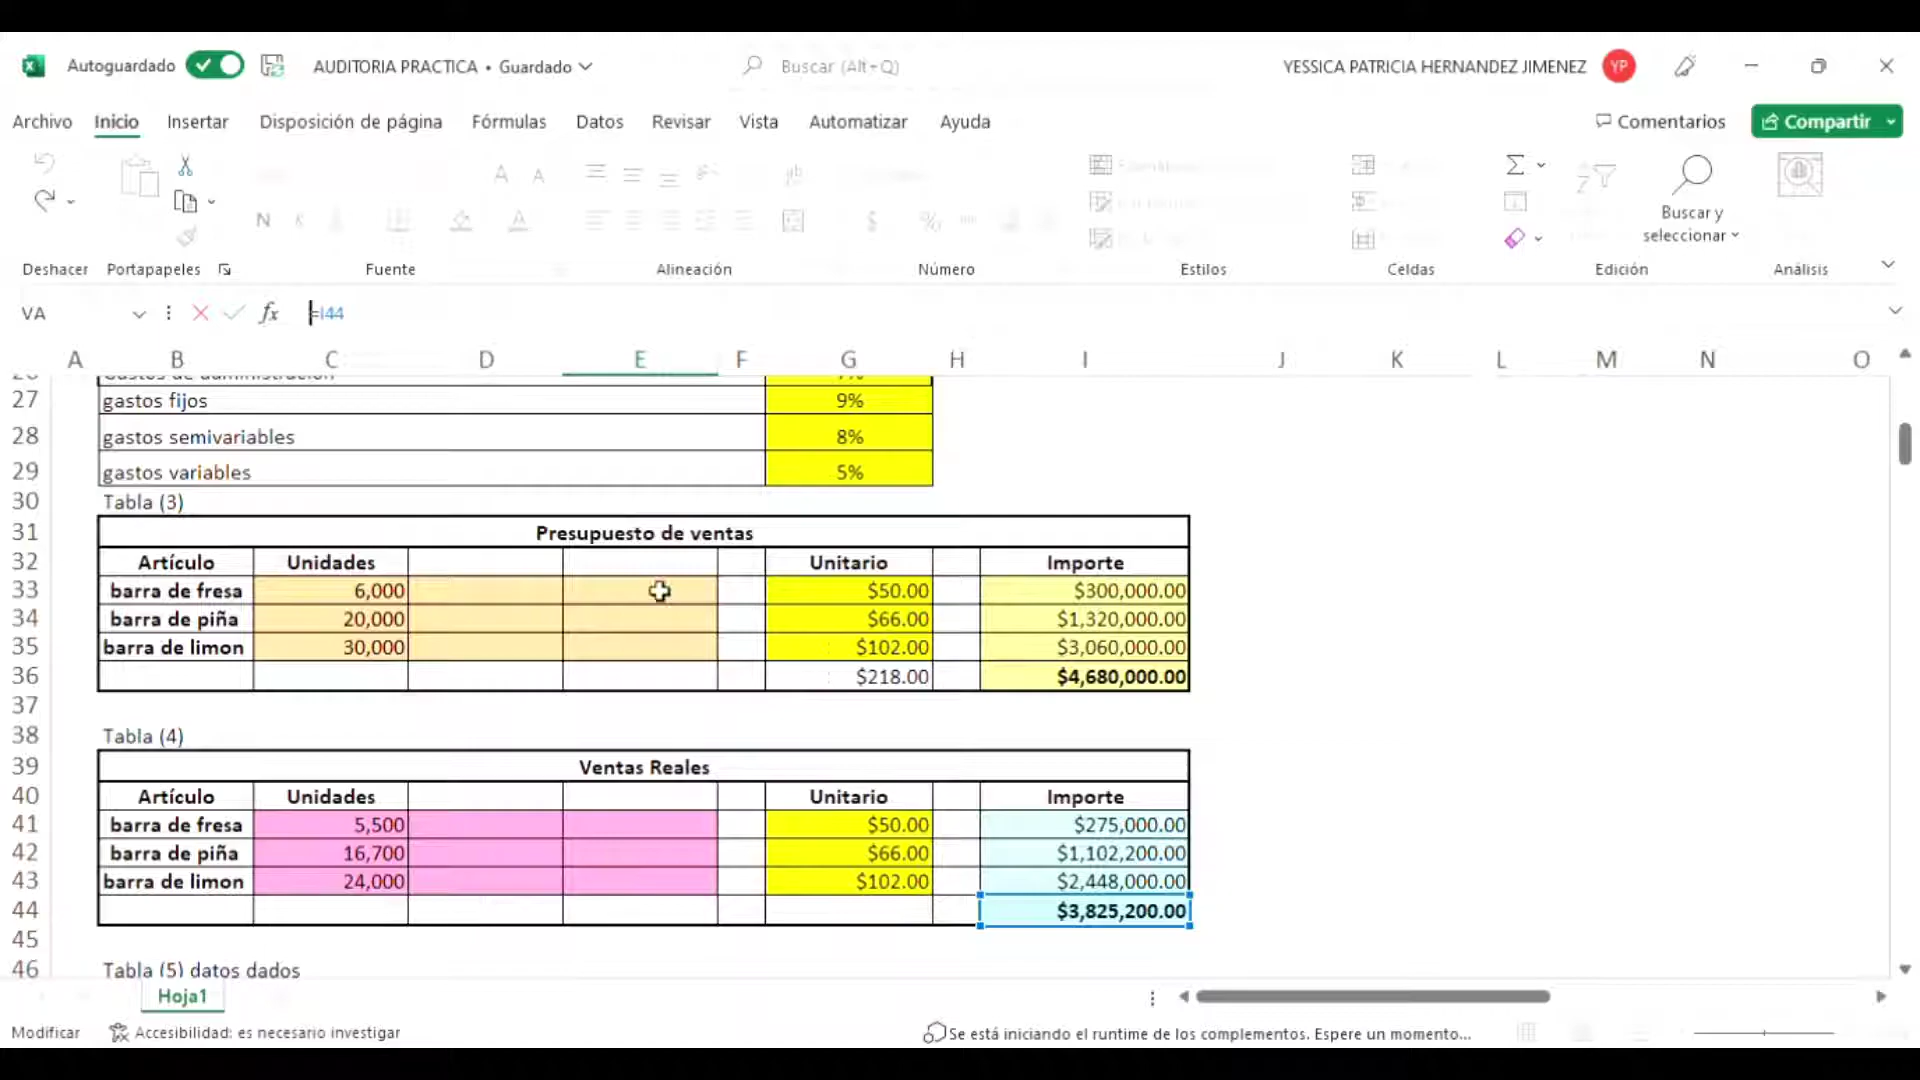 Autoguardado AUDITORIA PRACTICA • Guardado Buscar (Alt+Q) YESSICA PATRICIA HERNANDEZ JIMENEZ YP
Archivo Inicio Insertar Disposición de página Fórmulas Datos Revisar Vista Automatizar Ayuda Comentarios Compartir
Buscar y
seleccionar
Deshacer Portapapeles Fuente Alineación Número Estilos Celdas Edición Análisis
VA fx =I44
A B C D E F G H I J K L M N O
26 Gastos de administración 7%
27 gastos fijos 9%
28 gastos semivariables 8%
29 gastos variables 5%
30 Tabla (3)
31 Presupuesto de ventas
32 Artículo Unidades Unitario Importe
33 barra de fresa 6,000 $50.00 $300,000.00
34 barra de piña 20,000 $66.00 $1,320,000.00
35 barra de limon 30,000 $102.00 $3,060,000.00
36 $218.00 $4,680,000.00
37
38 Tabla (4)
39 Ventas Reales
40 Artículo Unidades Unitario Importe
41 barra de fresa 5,500 $50.00 $275,000.00
42 barra de piña 16,700 $66.00 $1,102,200.00
43 barra de limon 24,000 $102.00 $2,448,000.00
44 $3,825,200.00
45
46 Tabla (5) datos dados
Hoja1
Modificar Accesibilidad: es necesario investigar Se está iniciando el runtime de los complementos. Espere un momento...